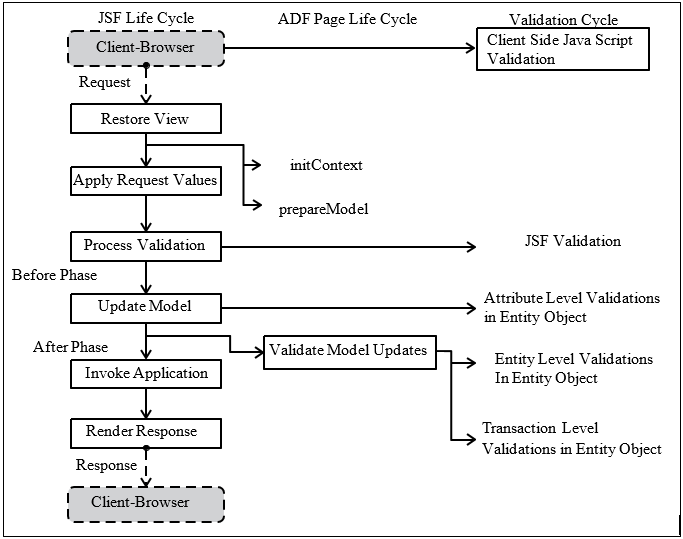 JSF Life Cycle
ADF Page Life Cycle
Validation Cycle
Client-Browser
Client Side Java Script
Validation
Request
Restore View
initContext
Apply Request Values
prepareModel
Process Validation
JSF Validation
Before Phase
Update Model
Attribute Level Validations
in Entity Object
After Phase
Validate Model Updates
Entity Level Validations
In Entity Object
Invoke Application
Render Response
Transaction Level
Validations in Entity Object
Response
Client-Browser